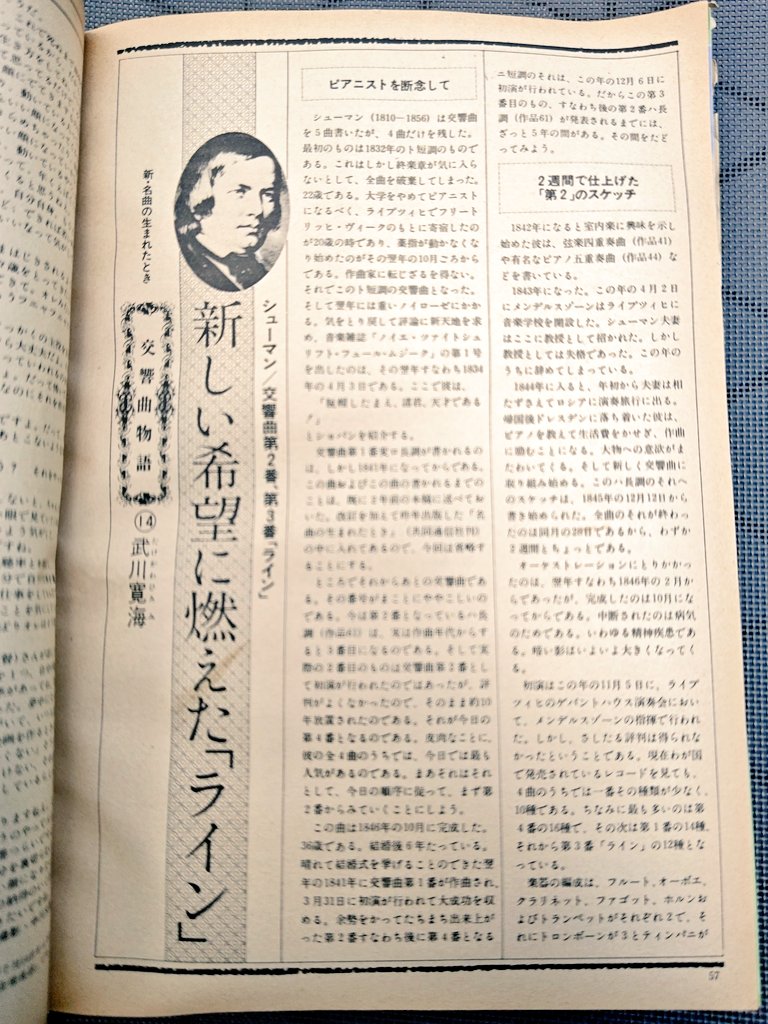 新・名曲の生まれたとき
交響曲物語
⑭武川寛海
たけかわひろみ
新しい希望に燃えた「ライン」
シューマン／交響曲第2番、第3番「ライン」
ピアニストを断念して
シューマン（1810―1856）は交響曲
を5曲書いたが、4曲だけを残した。
最初のものは1832年のト短調のもので
ある。これはしかし終楽章が気に入ら
ないとして、全曲を破棄してしまった。
22歳である。大学をやめてピアニスト
になるべく、ライプツィヒでフリート
リッヒ・ヴィークのもとに寄宿したの
が20歳の時であり、薬指が動かなくな
り始めたのがその翌年の10月ごろから
である。作曲家に転じざるを得ない。
それでこのト短調の交響曲となった。
そして翌年には重いノイローゼにかか
る。気をとり戻して評論に新天地を求
め、音楽雑誌「ノイエ・ツァイトシュ
リフト・フュール・ムジーク」の第1号
を出したのは、その翌年すなわち1834
年の4月3日である。ここで彼は、
「脱帽したまえ、諸君、天才であ
る」
とショパンを紹介する。
交響曲第1番変ロ長調が書かれるの
は、しかし1841年になってからである。
この曲およびこの曲の書かれるまでの
ことは、既に2年前の本欄に述べてお
いた。改訂を加えて昨年出版した「名
曲の生まれたとき」（共同通信社刊）
の中に入れてあるので、今回は省略す
ることにする。
ところでそれからあとの交響曲であ
る。その番号がまことにややこしいの
である。今は第2番となっているハ長
調（作品61）は、実は作曲年代からす
ると3番目になるのである。そして実
際の2番目のものは交響曲第2番とし
て初演が行われたのではあったが、評
判がよくなかったので、そのまま約10年
放置されたのである。それが今日の
第4番となるのである。皮肉なことに、
彼の全4曲のうちでは、今日では最も
人気があるのである。まあそれはそれ
として、今日の順序に従って、まず第
2番からみていくことにしよう。
この曲は1846年の10月に完成した。
36歳である。結婚後6年たっている。
晴れて結婚式を挙げることのできた翌
年の1841年に交響曲第1番が作曲され、
3月31日に初演が行われて大成功を収
める。余勢をかってたちまち出来上が
った第2番すなわち後に第4番となる
ニ短調のそれは、この年の12月6日に
初演が行われている。だからこの第3
番目のもの、すなわち後の第2番ハ長
調（作品61）が発表されるまでには、
ざっと5年の間がある。その間をたど
ってみよう。
2週間で仕上げた
「第2」のスケッチ
1842年になると室内楽に興味を示し
始めた彼は、弦楽四重奏曲（作品41）
や有名なピアノ五重奏曲（作品44）な
どを書いている。
1843年になった。この年の4月2日
にメンデルスゾーンはライプツィヒに
音楽学校を開設した。シューマン夫妻
はここに教授として招かれた。しかし
教授としては失格であった。この年の
うちに辞めてしまっている。
1844年に入ると、年初から夫妻は相
たずさえてロシアに演奏旅行に出る。
帰国後ドレスデンに落ち着いた彼は、
ピアノを教えて生活費をかせぎ、作曲
に励むことになる。大物への意欲がま
たわいてくる。そして新しく交響曲に
取り組み始める。このハ長調のそれへ
のスケッチは、1845年の12月12日から
書き始められた。全曲のそれが終わっ
たのは同月の28日であるから、わずか
2週間とちょっとである。
オーケストレーションにとりかかっ
たのは、翌年すなわち1846年の2月か
らであったが、完成したのは10月にな
ってからである。中断されたのは病気
のためである。いわゆる精神疾患であ
る。暗い影はいよいよ大きくなってく
る。
初演はこの年の11月5日に、ライプ
ツィヒのゲバントハウス演奏会におい
て、メンデルスゾーンの指揮で行われ
た。しかし、さしたる評判は得られな
かったということである。現在わが国
で発売されているレコードを見ても、
4曲のうちでは一番その種類が少なく、
10種である。ちなみに最も多いのは第
4番の16種で、その次は第1番の14種、
それから第3番「ライン」の12種とな
っている。
楽器の編成は、フルート、オーボエ、
クラリネット、ファゴット、ホルンお
よびトランペットがそれぞれ2で、そ
れにトロンボーンが3とティンパニが
57